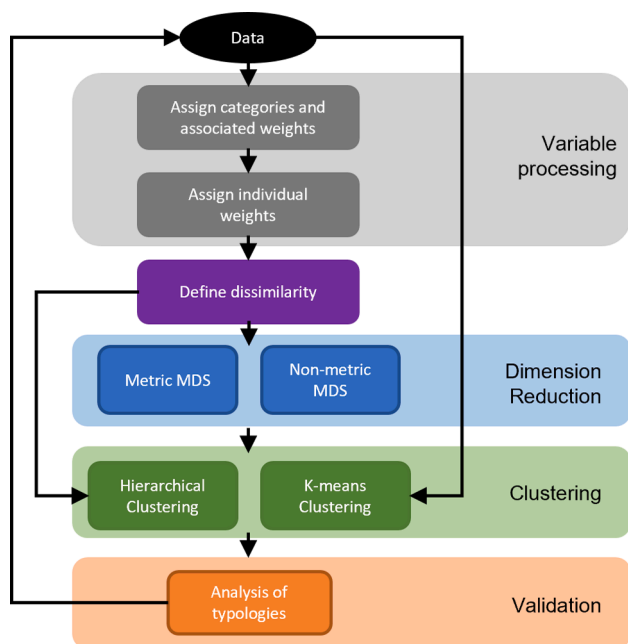 Data
Assign categories and
associated weights
Variable
processing
Assign individual
weights
Define dissimilarity
Metric MDS
Non-metric
MDS
Dimension
Reduction
Hierarchical
Clustering
K-means
Clustering
Clustering
Analysis of
typologies
Validation